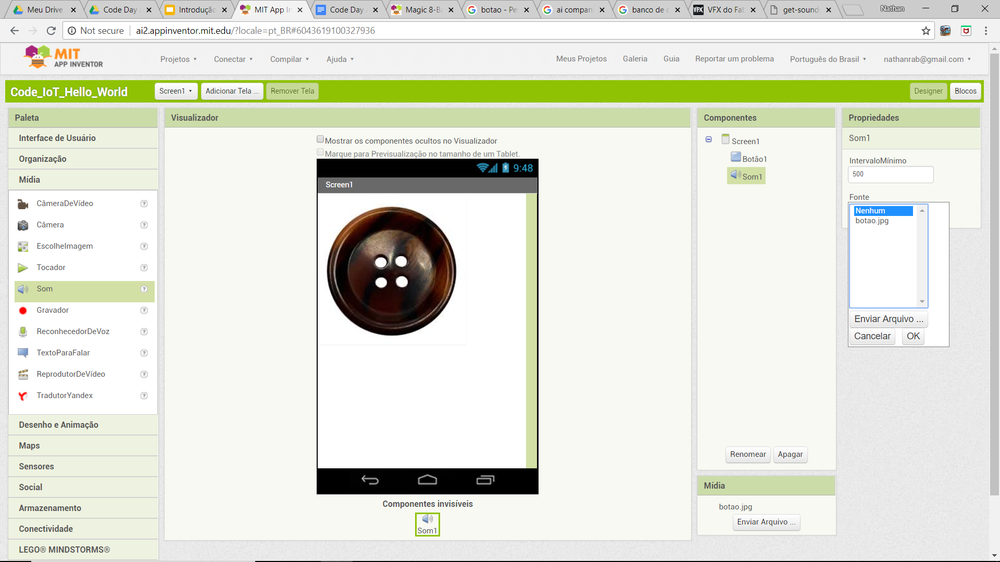 Meu Drive
Code Day
Introdução
MIT App In
Code Day
Magic 8-Ba
botao - Pes
ai compani
banco de
VFX do Fab
get-sound
Nathan
Not secure
ai2.appinventor.mit.edu/?locale=pt_BR#6043619100327936
MIT
APP INVENTOR
Projetos
Conectar
Compilar
Ajuda
Meus Projetos
Galeria
Guia
Reportar um problema
Português do Brasil
nathanrab@gmail.com
Code_IoT_Hello_World
Screen1
Adicionar Tela ...
Remover Tela
Designer
Blocos
Paleta
Interface de Usuário
Organização
Mídia
CâmeraDeVídeo
Câmera
EscolheImagem
Tocador
Som
Gravador
ReconhecedorDeVoz
TextoParaFalar
ReprodutorDeVídeo
TradutorYandex
Desenho e Animação
Maps
Sensores
Social
Armazenamento
Conectividade
LEGO® MINDSTORMS®
Visualizador
Mostrar os componentes ocultos no Visualizador
Marque para Previsualização no tamanho de um Tablet.
9:48
Screen1
Componentes invisíveis
Som1
Componentes
Screen1
Botão1
Som1
Renomear
Apagar
Mídia
botao.jpg
Enviar Arquivo ...
Propriedades
Som1
IntervaloMínimo
500
Fonte
Nenhum
botao.jpg
Enviar Arquivo ...
Cancelar
OK